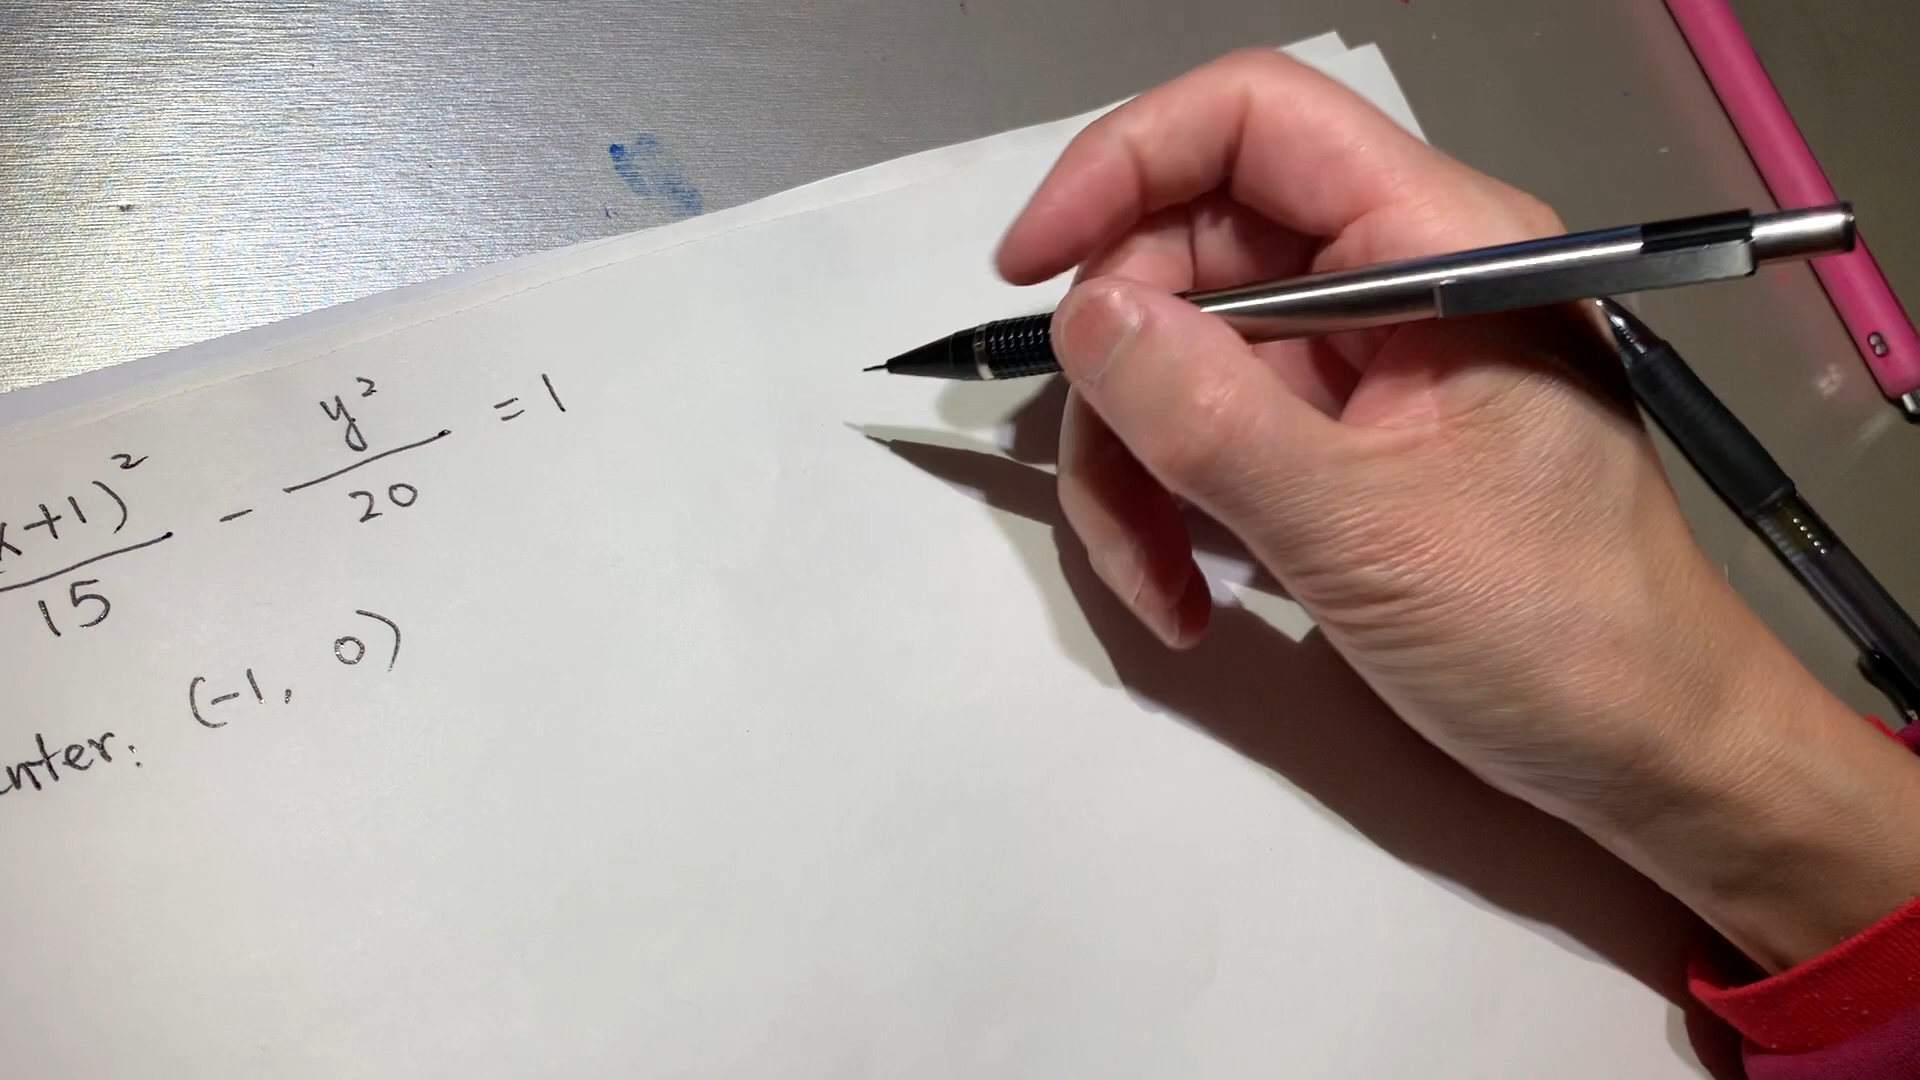 x+1)² / 15 - y² / 20 = 1
nter: (-1, 0)